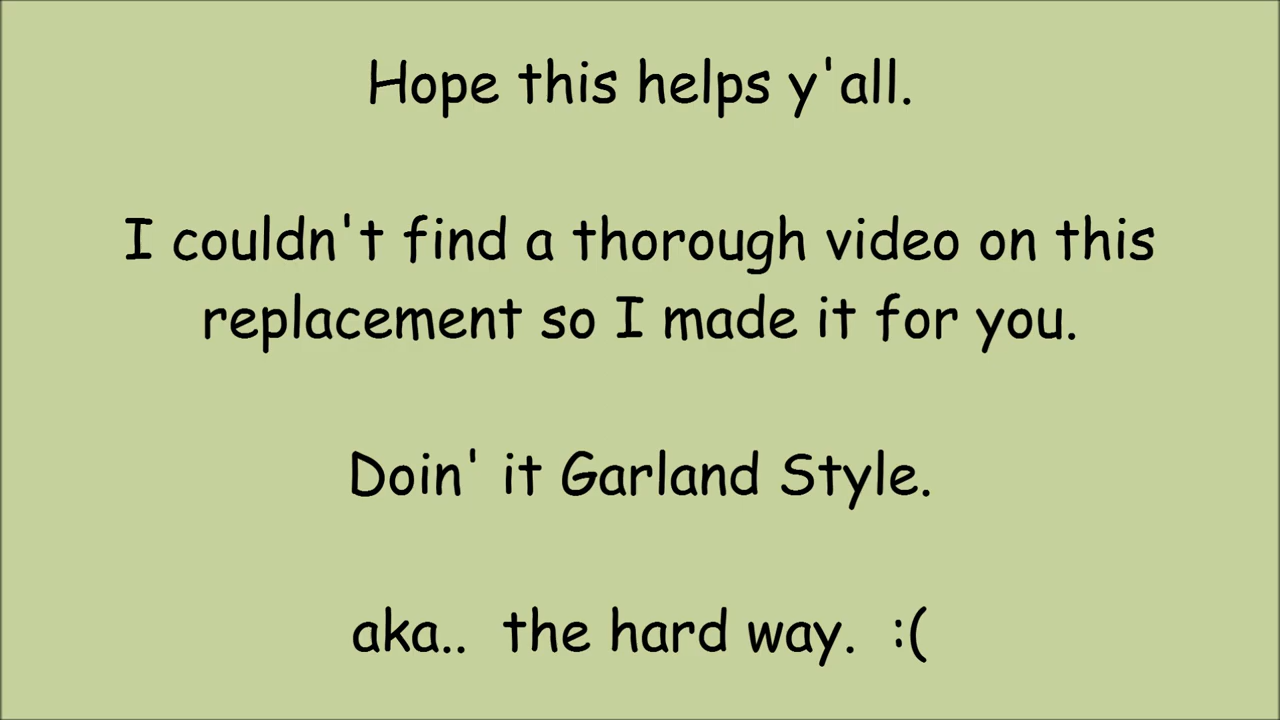 Hope this helps y'all.
I couldn't find a thorough video on this
replacement so I made it for you.
Doin' it Garland Style.
aka..  the hard way.  :(